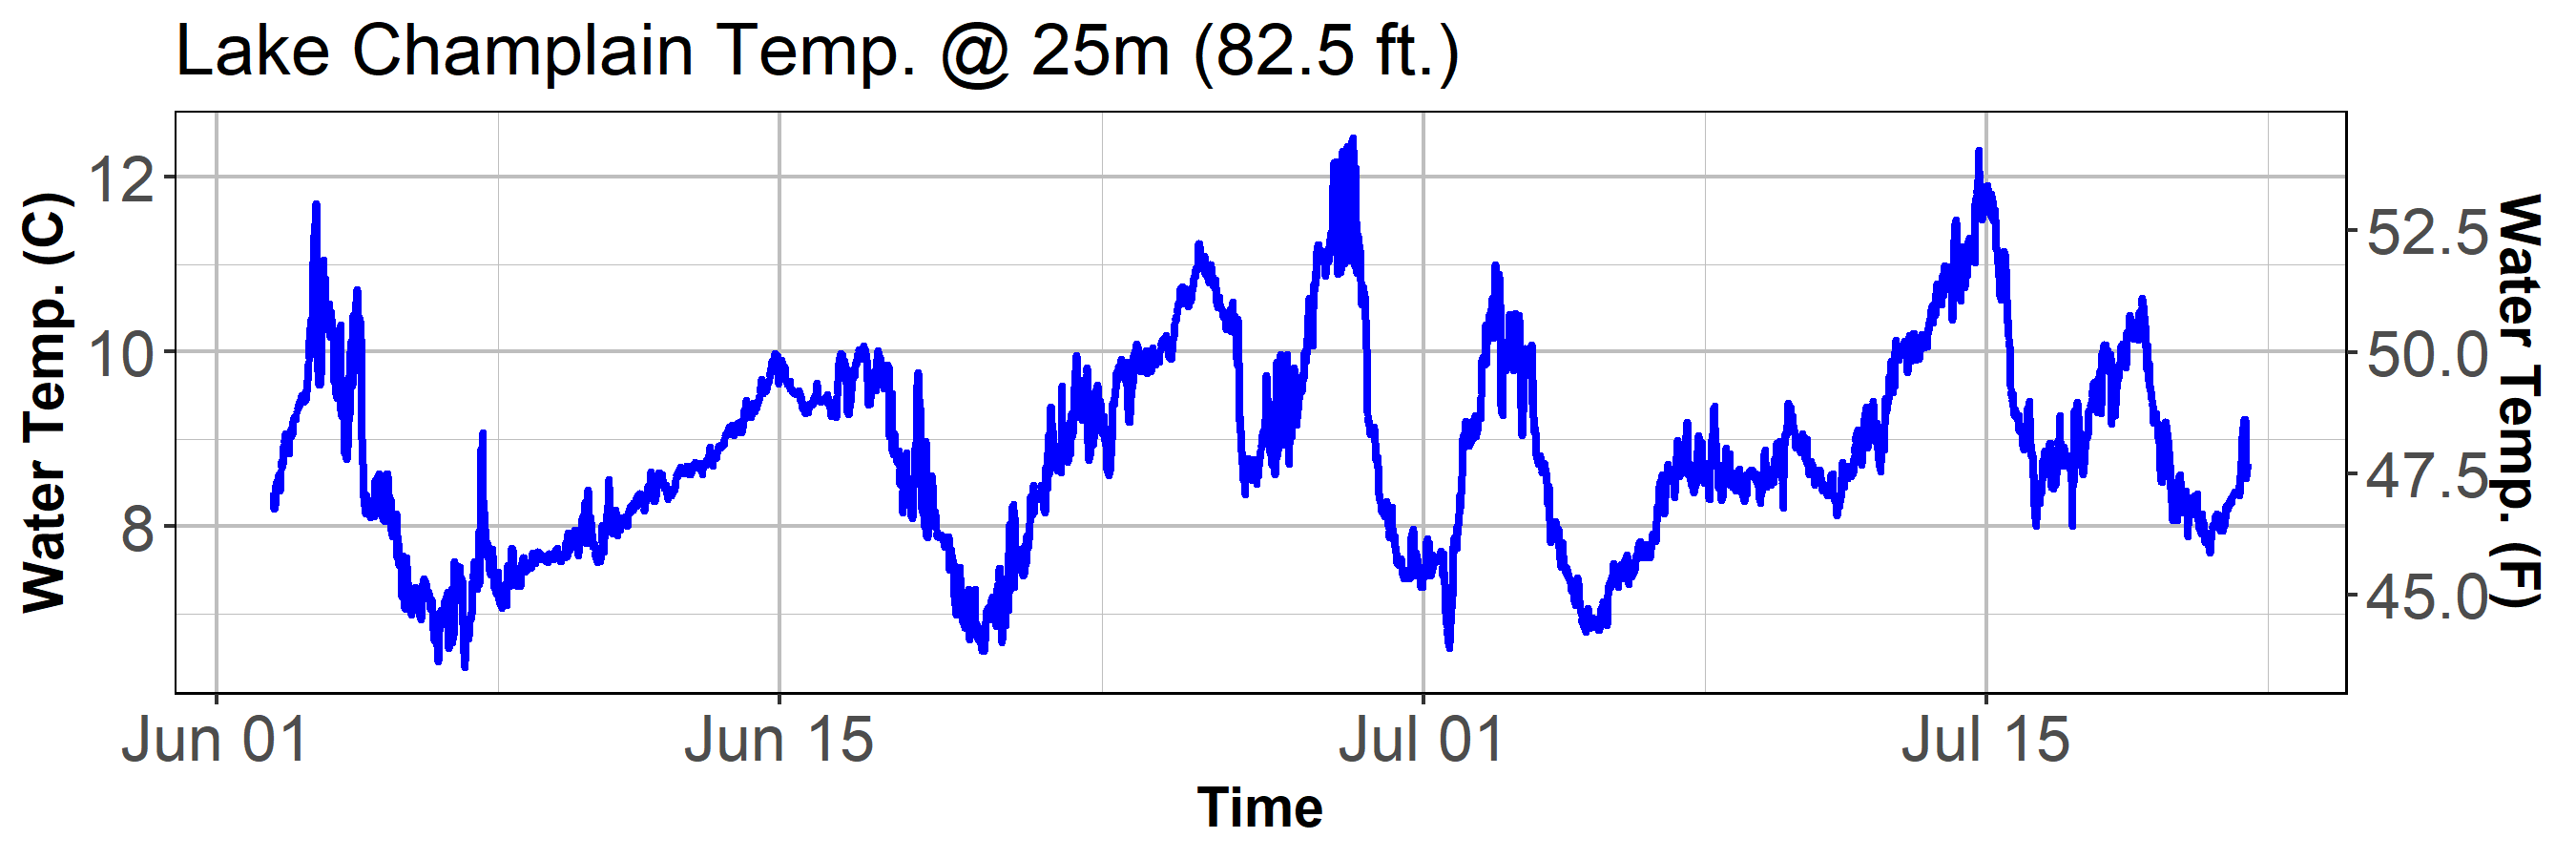 Lake Champlain Temp. @ 25m (82.5 ft.)
Water Temp. (C)
12
10
8
52.5
50.0
47.5
45.0
Water Temp. (F)
Jun 01 Jun 15 Jul 01 Jul 15
Time